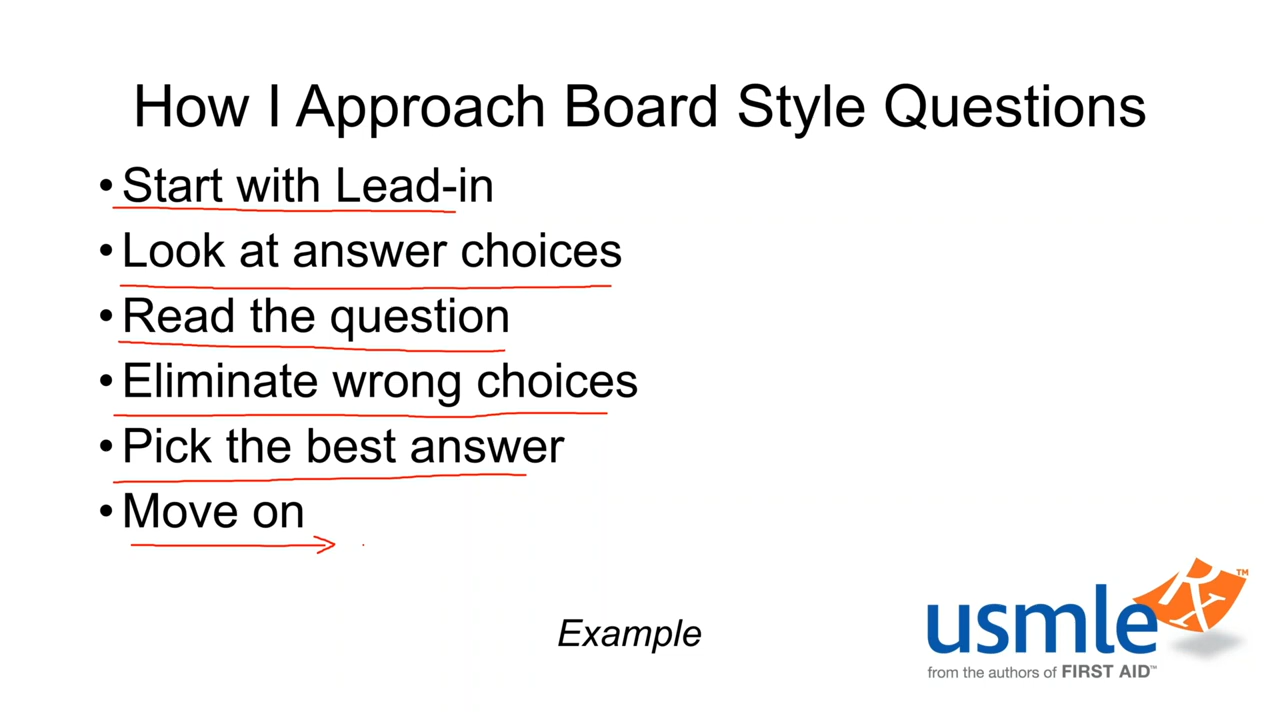 How I Approach Board Style Questions
• Start with Lead-in
• Look at answer choices
• Read the question
• Eliminate wrong choices
• Pick the best answer
• Move on
Example
usmle Rx™
from the authors of FIRST AID™